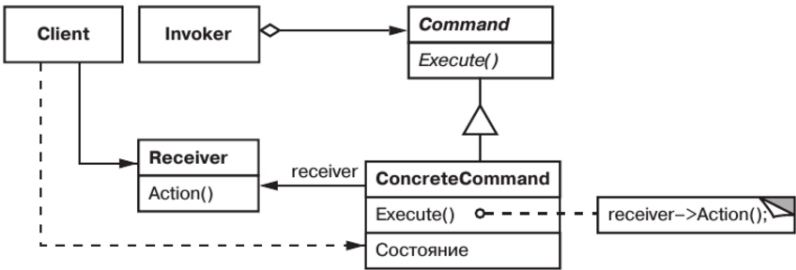 Client
Invoker
Command
Execute()
Receiver
Action()
receiver
ConcreteCommand
Execute()
receiver–>Action();
Состояние